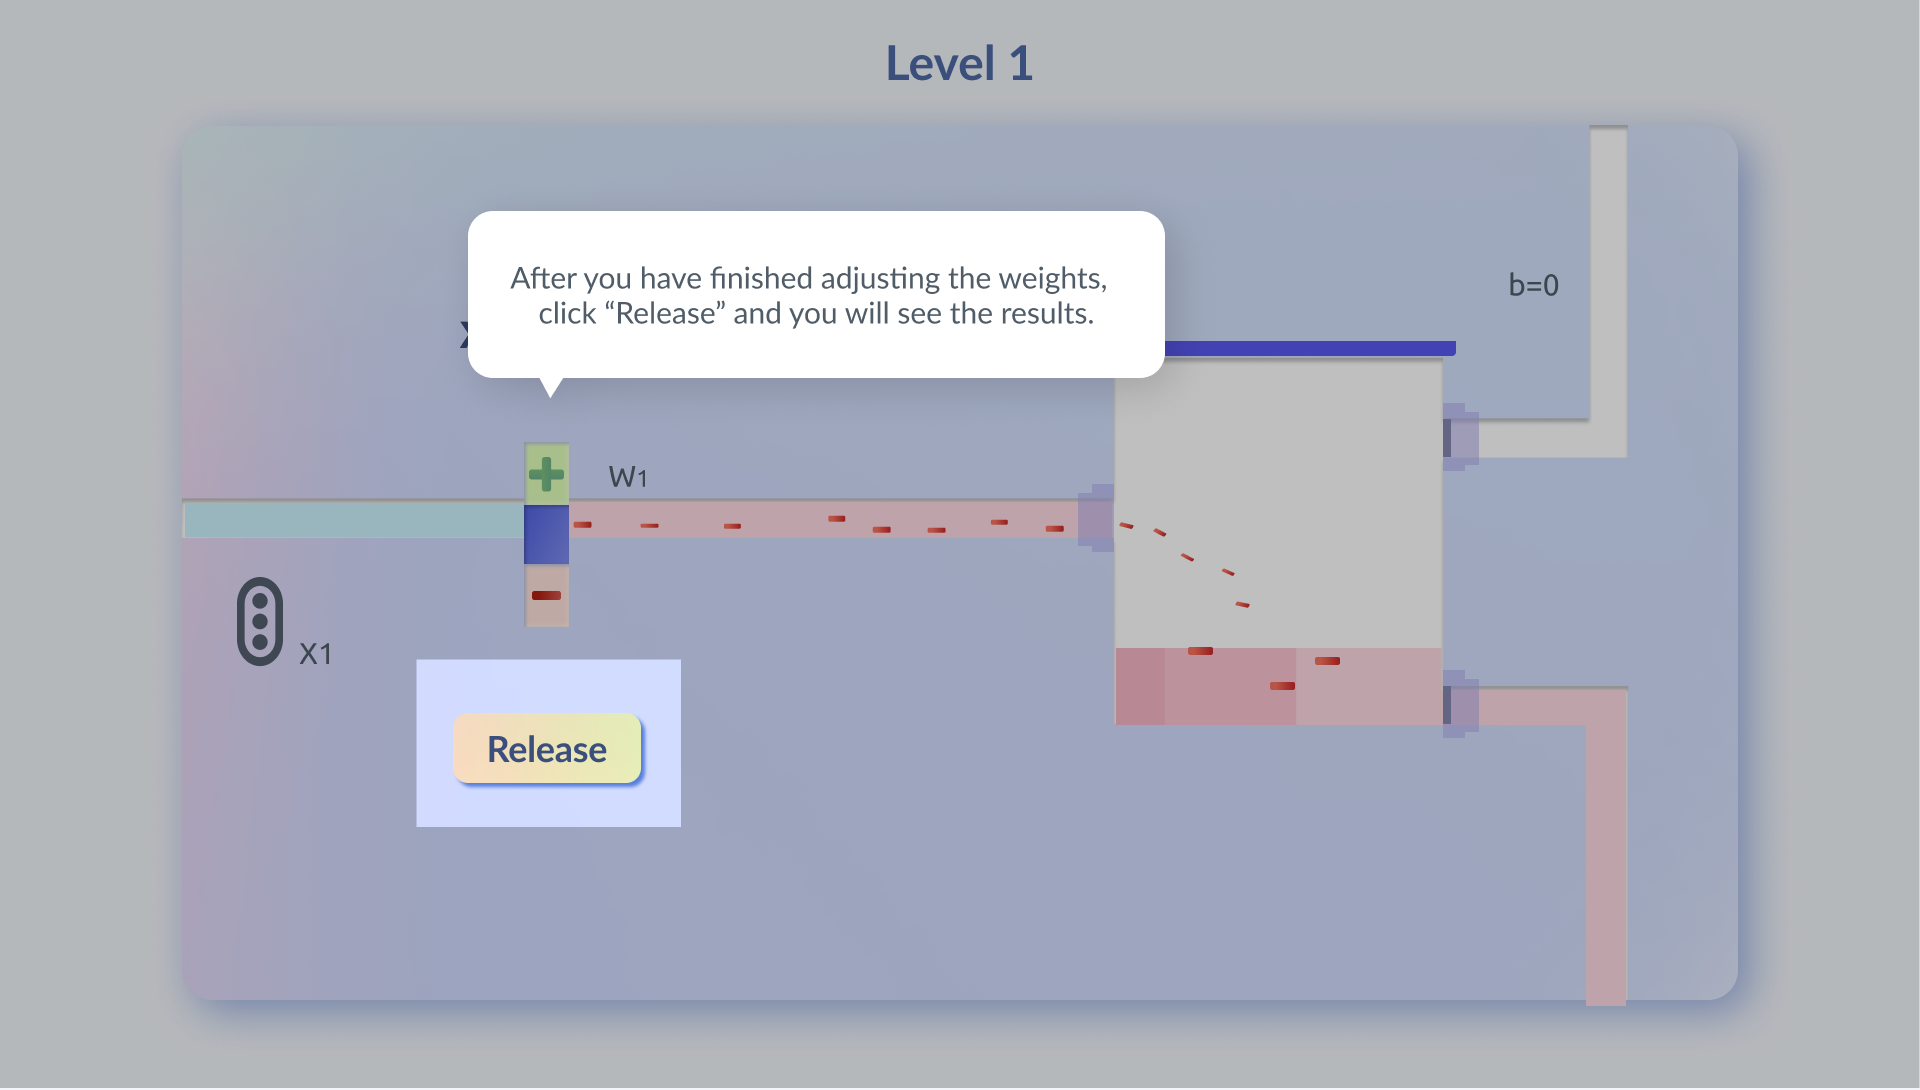 Level 1
After you have finished adjusting the weights,
click “Release” and you will see the results.
b=0
W1
X1
Release